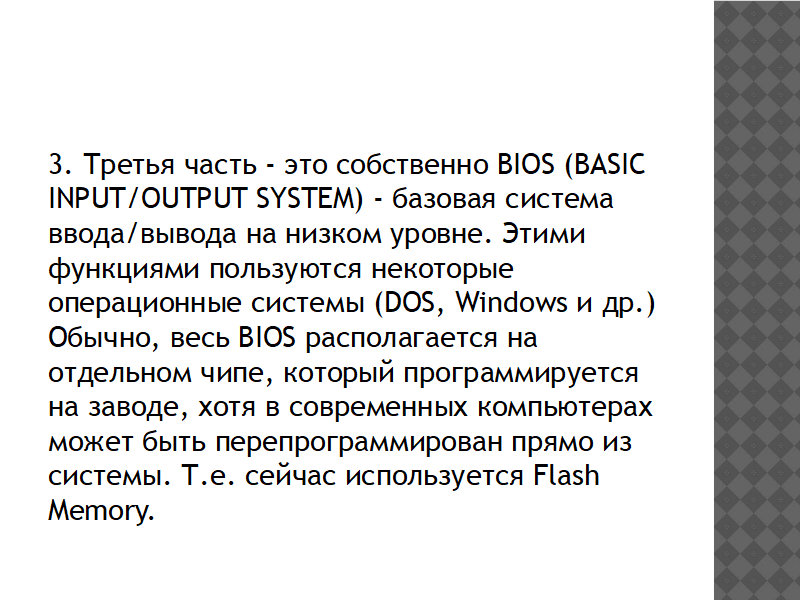 3. Третья часть - это собственно BIOS (BASIC
INPUT/OUTPUT SYSTEM) - базовая система
ввода/вывода на низком уровне. Этими
функциями пользуются некоторые
операционные системы (DOS, Windows и др.)
Обычно, весь BIOS располагается на
отдельном чипе, который программируется
на заводе, хотя в современных компьютерах
может быть перепрограммирован прямо из
системы. Т.е. сейчас используется Flash
Memory.